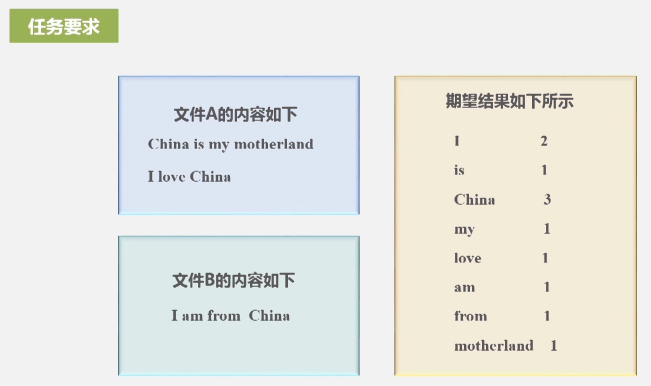 任务要求
文件A的内容如下
China is my motherland
I love China
文件B的内容如下
I am from China
期望结果如下所示
I 2
is 1
China 3
my 1
love 1
am 1
from 1
motherland 1